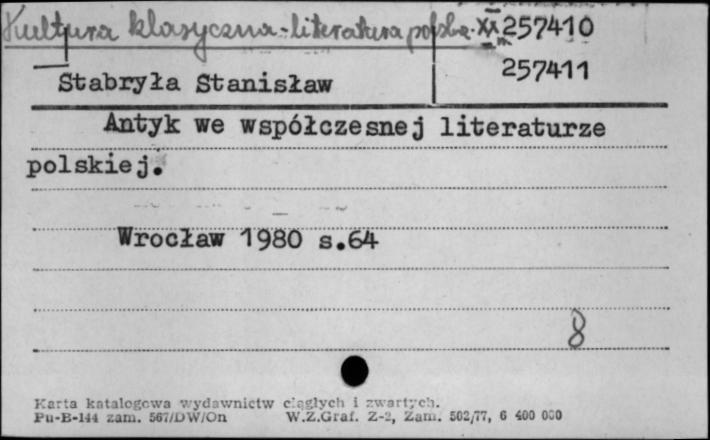 Kultura klasyczna - literatura polska XX 257410
257411
Stabryła Stanisław
Antyk we współczesnej literaturze
polskiej.
Wrocław 1980 s.64
8
Karta katalogowa wydawnictw ciągłych i zwartych.
Pu-B-144 zam. 567/DW/On W.Z.Graf. Z-2, Zam. 502/77, 6 400 000